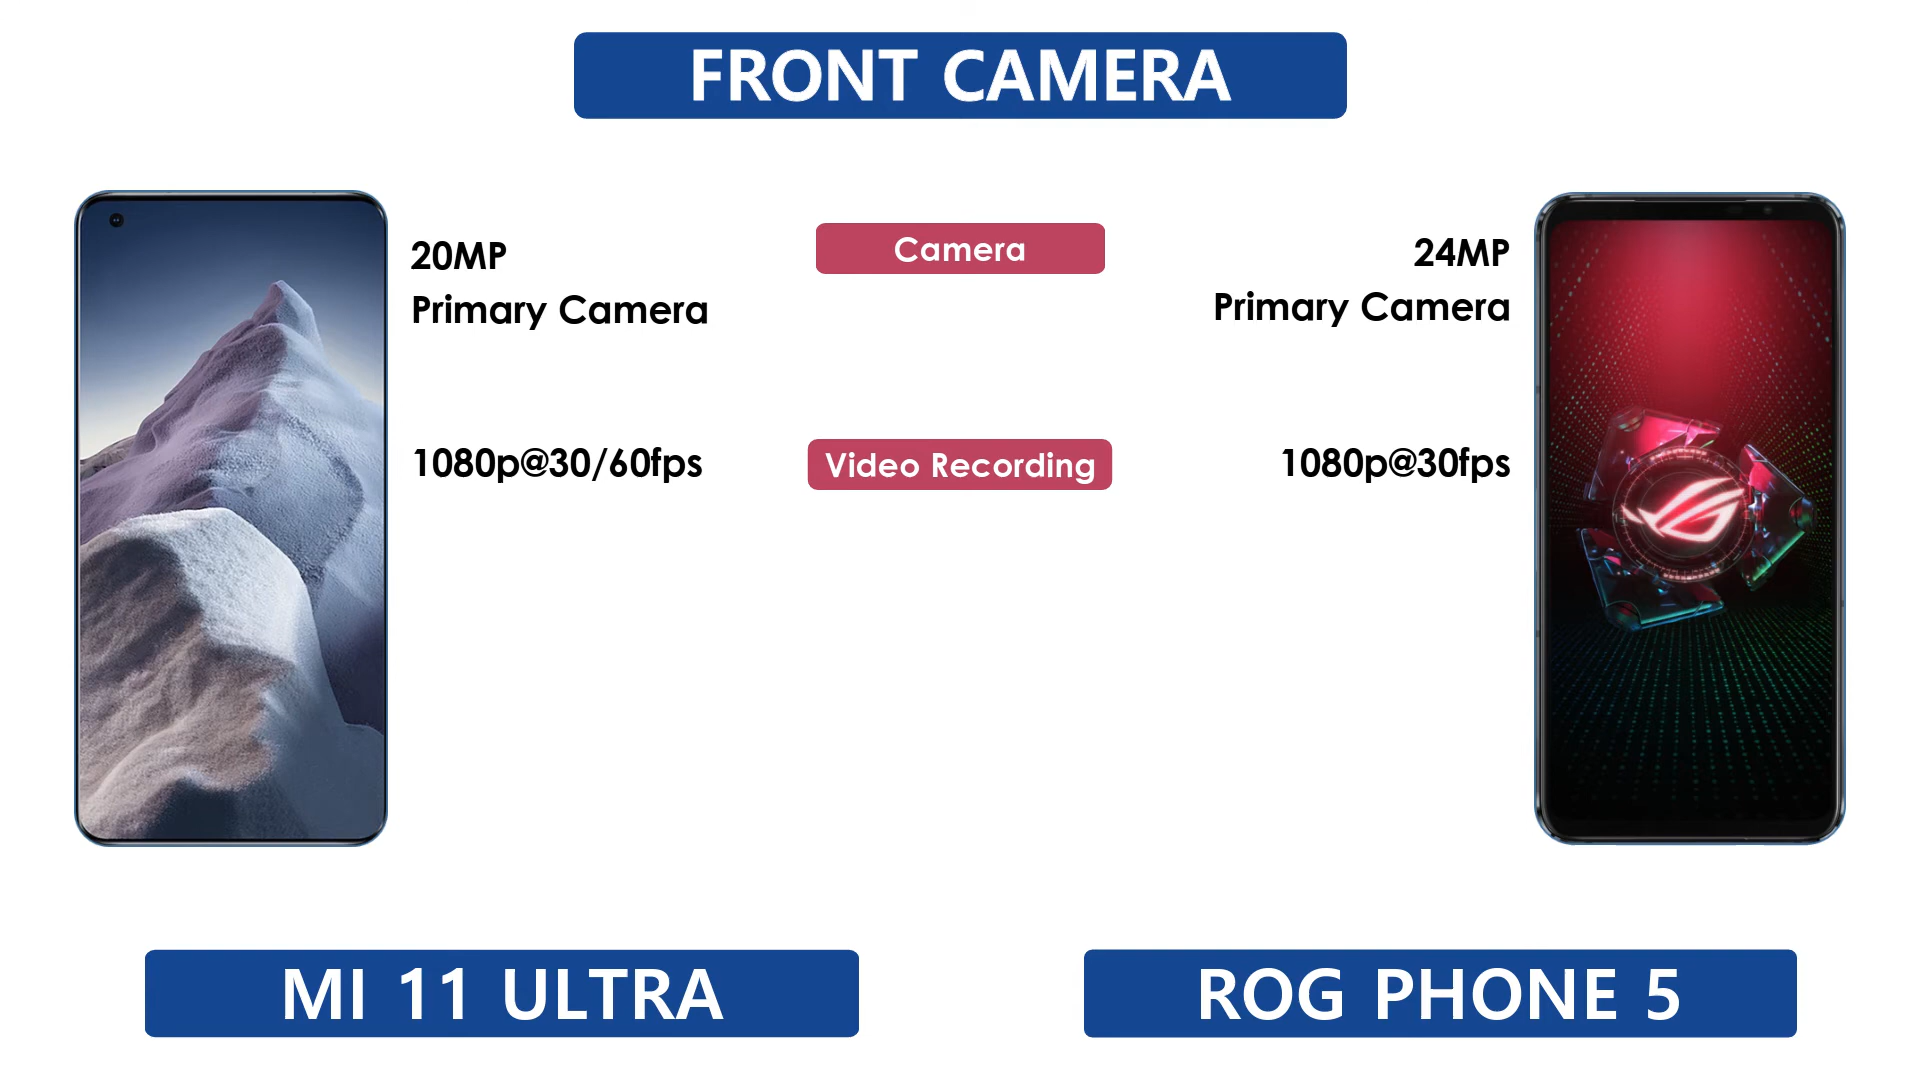 FRONT CAMERA
20MP
Primary Camera
Camera
24MP
Primary Camera
1080p@30/60fps
Video Recording
1080p@30fps
MI 11 ULTRA
ROG PHONE 5